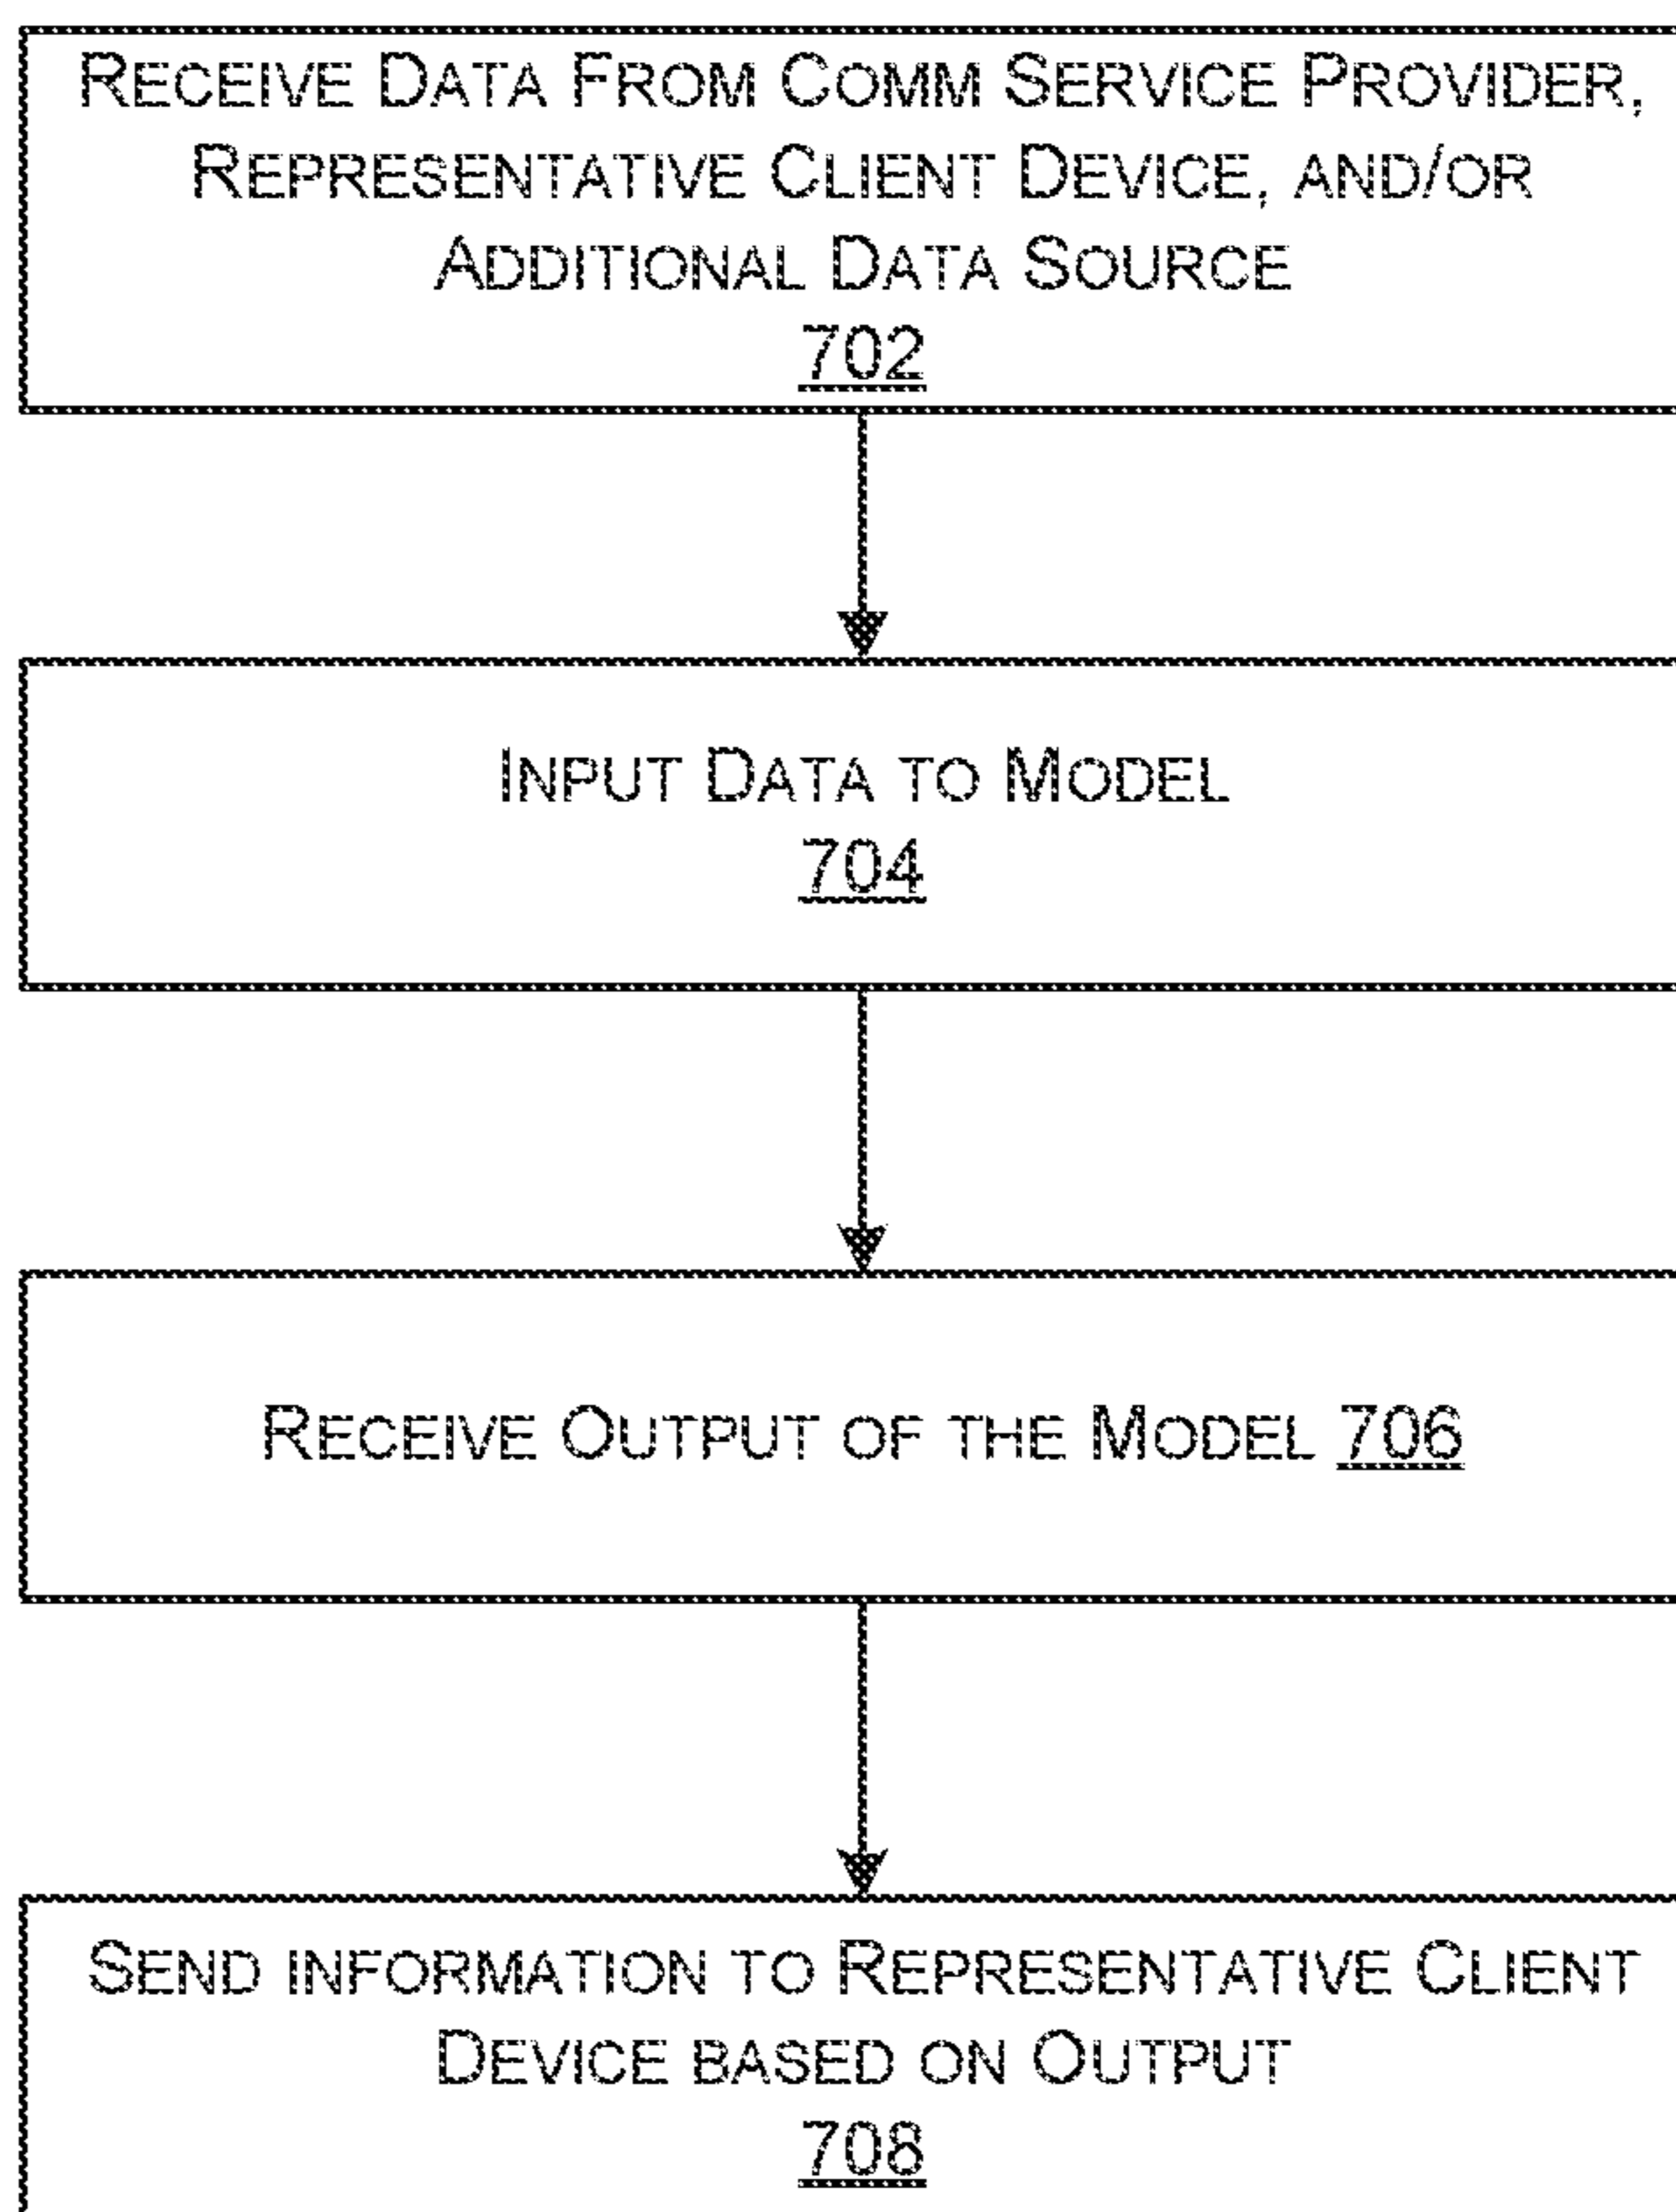 RECEIVE DATA FROM COMM SERVICE PROVIDER,
REPRESENTATIVE CLIENT DEVICE, AND/OR
ADDITIONAL DATA SOURCE
702
INPUT DATA TO MODEL
704
RECEIVE OUTPUT OF THE MODEL 706
SEND INFORMATION TO REPRESENTATIVE CLIENT
DEVICE BASED ON OUTPUT
708